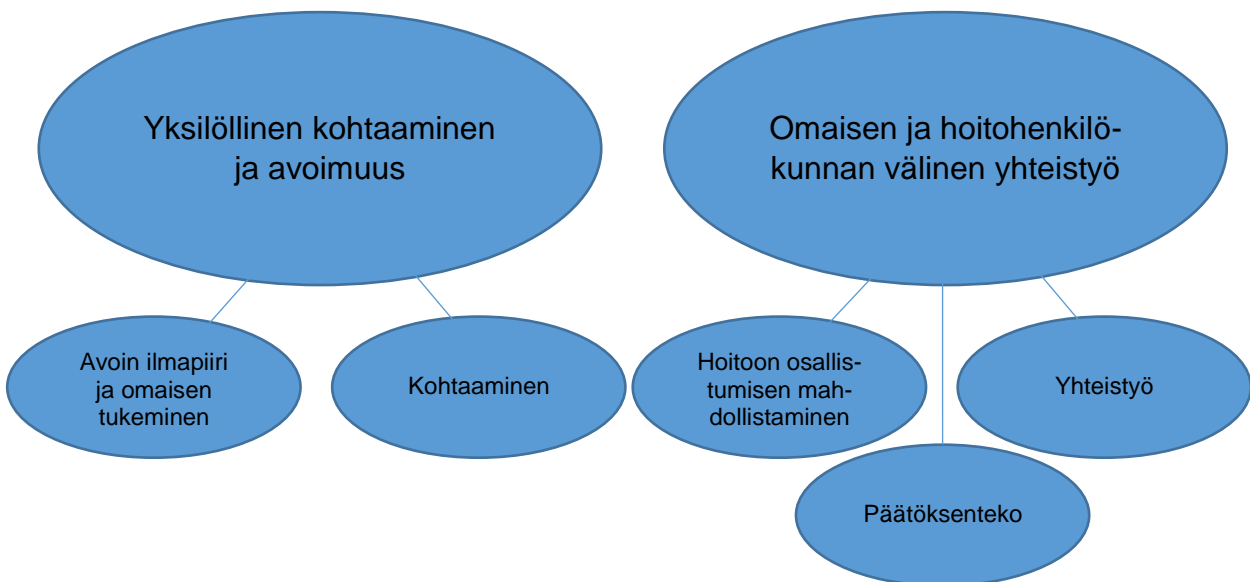 Yksilöllinen kohtaaminen
ja avoimuus
Omaisen ja hoitohenkilö-
kunnan välinen yhteistyö
Avoin ilmapiiri
ja omaisen
tukeminen
Kohtaaminen
Hoitoon osallis-
tumisen mah-
dollistaminen
Yhteistyö
Päätöksenteko